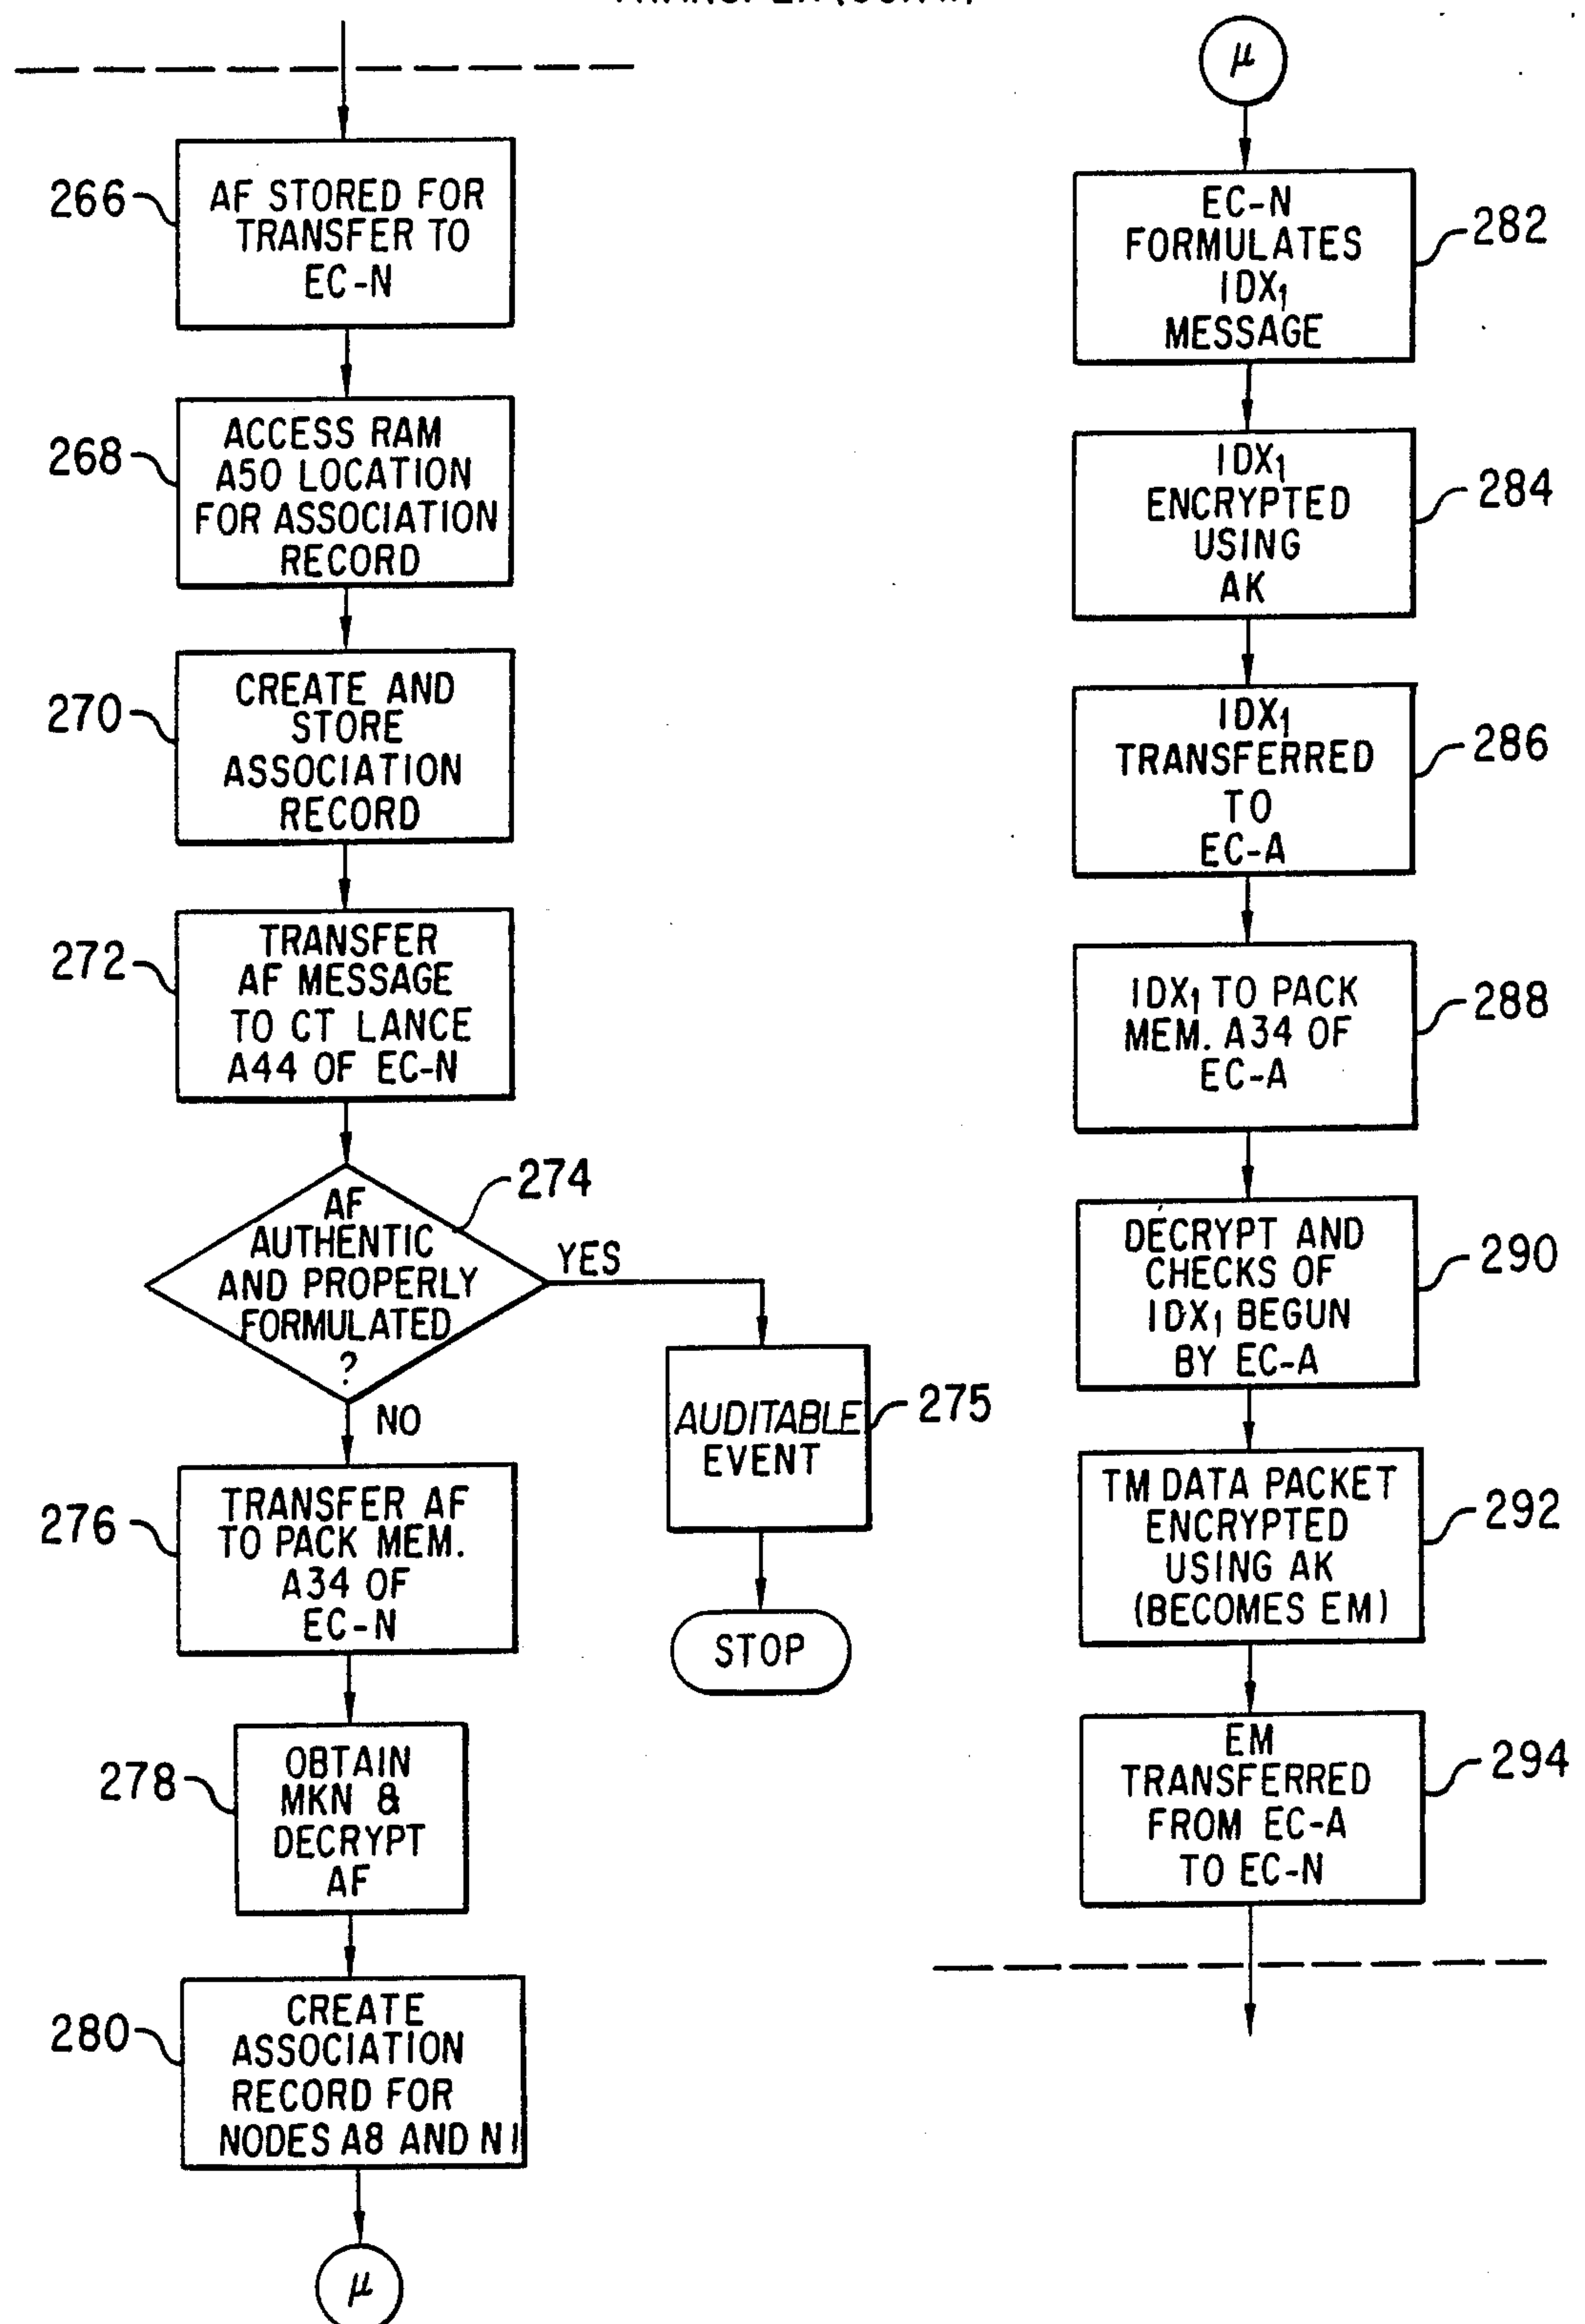 266
AF STORED FOR
TRANSFER TO
EC-N
268
ACCESS RAM
A50 LOCATION
FOR ASSOCIATION
RECORD
270
CREATE AND
STORE
ASSOCIATION
RECORD
272
TRANSFER
AF MESSAGE
TO CT LANCE
A44 OF EC-N
274
AF
AUTHENTIC
AND PROPERLY
FORMULATED
?
YES
NO
AUDITABLE
EVENT
275
STOP
276
TRANSFER AF
TO PACK MEM.
A34 OF
EC-N
278
OBTAIN
MKN &
DECRYPT
AF
280
CREATE
ASSOCIATION
RECORD FOR
NODES A8 AND N1
μ
μ
EC-N
FORMULATES
IDX₁
MESSAGE
282
IDX₁
ENCRYPTED
USING
AK
284
IDX₁
TRANSFERRED
TO
EC-A
286
IDX₁ TO PACK
MEM. A34 OF
EC-A
288
DECRYPT AND
CHECKS OF
IDX₁ BEGUN
BY EC-A
290
TM DATA PACKET
ENCRYPTED
USING AK
(BECOMES EM)
292
EM
TRANSFERRED
FROM EC-A
TO EC-N
294